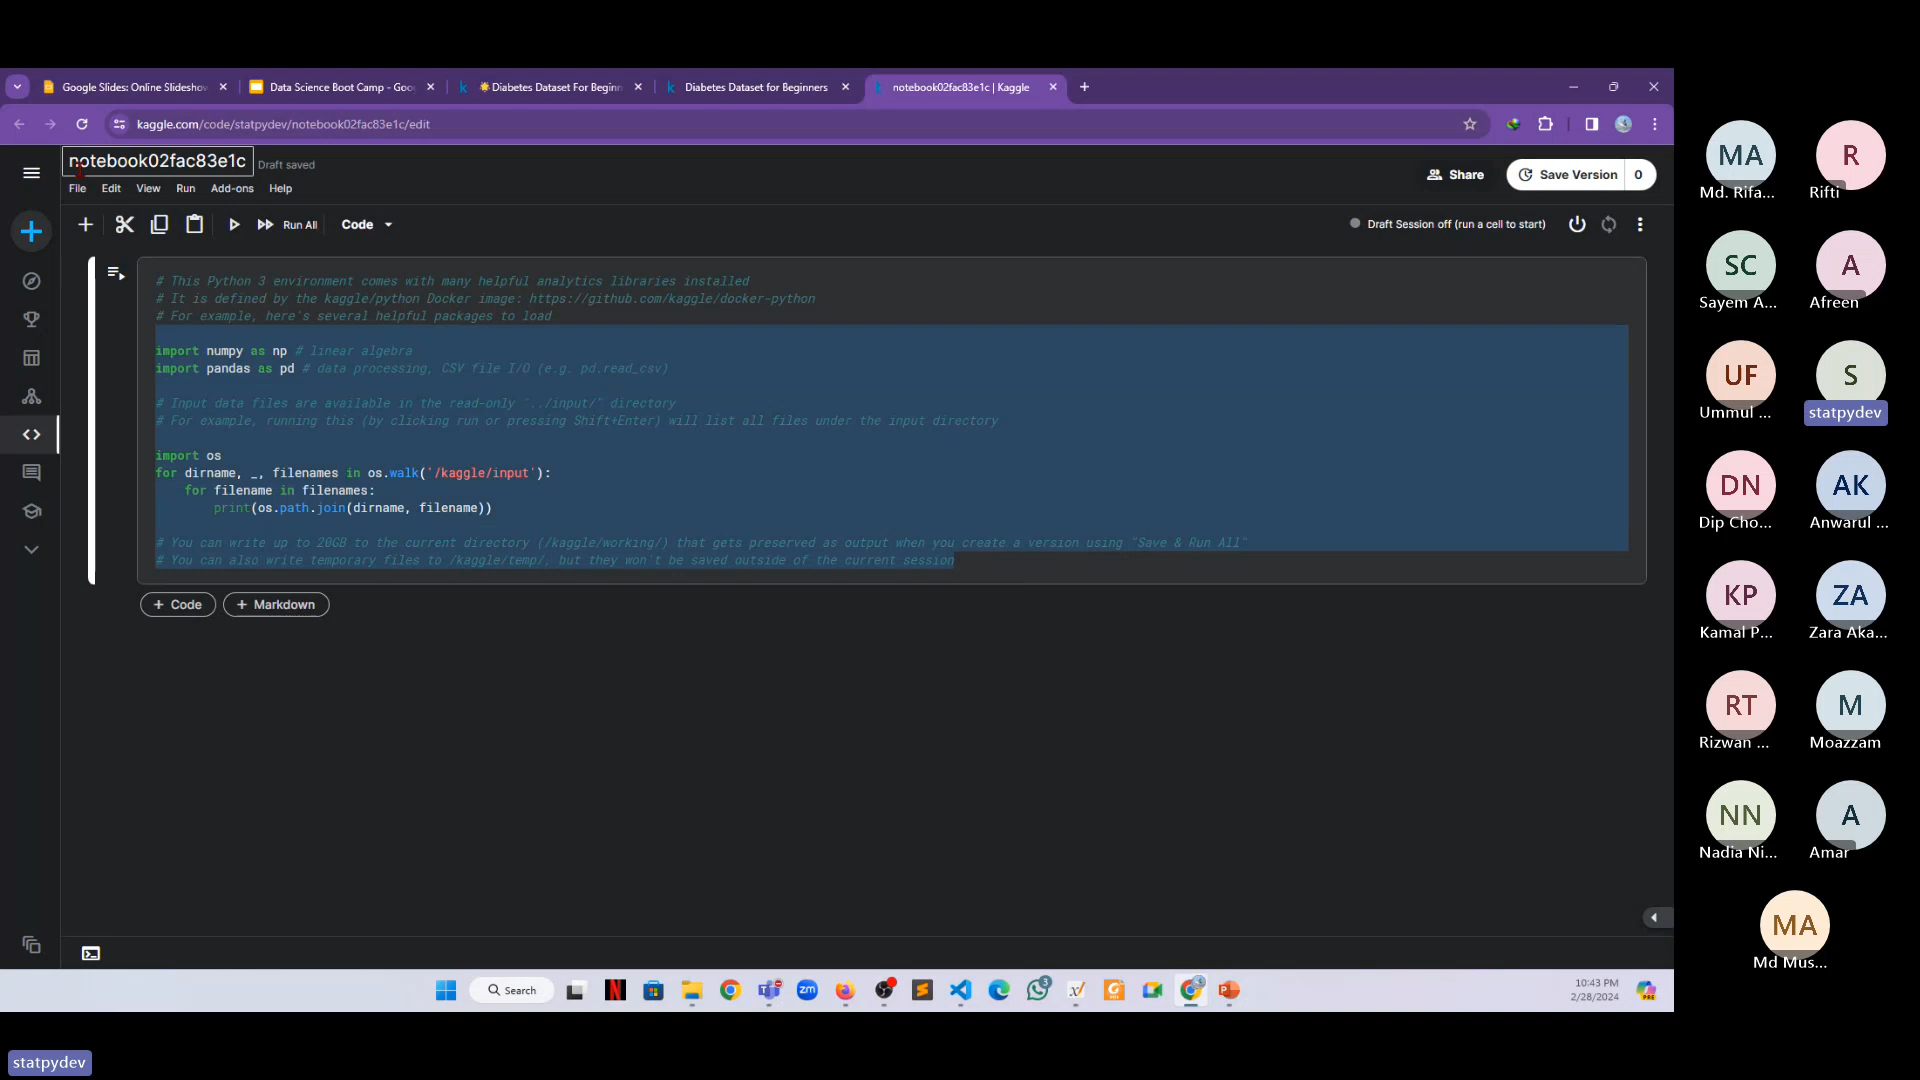 Google Slides: Online Slideshow
Data Science Boot Camp - Goo
Diabetes Dataset For Beginn
Diabetes Dataset for Beginners
notebook02fac83e1c | Kaggle
kaggle.com/code/statpydev/notebook02fac83e1c/edit
notebook02fac83e1c
Draft saved
Share
Save Version
0
File
Edit
View
Run
Add-ons
Help
Run All
Code
Draft Session off (run a cell to start)
# This Python 3 environment comes with many helpful analytics libraries installed
# It is defined by the kaggle/python Docker image: https://github.com/kaggle/docker-python
# For example, here's several helpful packages to load
import numpy as np # linear algebra
import pandas as pd # data processing, CSV file I/O (e.g. pd.read_csv)
# Input data files are available in the read-only "../input/" directory
# For example, running this (by clicking run or pressing Shift+Enter) will list all files under the input directory
import os
for dirname, _, filenames in os.walk('/kaggle/input'):
    for filename in filenames:
        print(os.path.join(dirname, filename))
# You can write up to 20GB to the current directory (/kaggle/working/) that gets preserved as output when you create a version using "Save & Run All"
# You can also write temporary files to /kaggle/temp/, but they won't be saved outside of the current session
+ Code
+ Markdown
Search
zm
3
10:43 PM
2/28/2024
PRE
MA
Md. Rifa...
R
Rifti
SC
Sayem A...
A
Afreen
UF
Ummul ...
S
statpydev
DN
Dip Cho...
AK
Anwarul ...
KP
Kamal P...
ZA
Zara Aka...
RT
Rizwan ...
M
Moazzam
NN
Nadia Ni...
A
Amar
MA
Md Mus...
statpydev